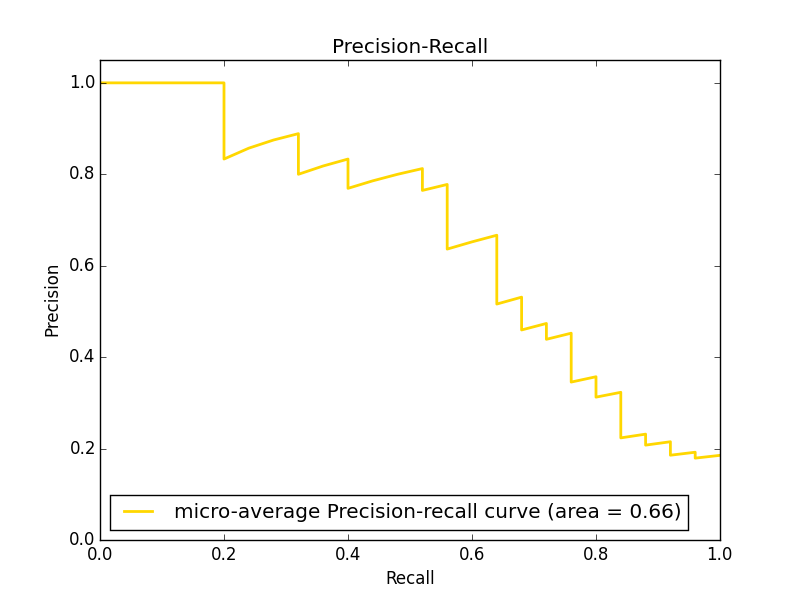 Precision-Recall
1.0
0.8
0.6
0.4
0.2
0.0
Precision
micro-average Precision-recall curve (area = 0.66)
0.0 0.2 0.4 0.6 0.8 1.0
Recall